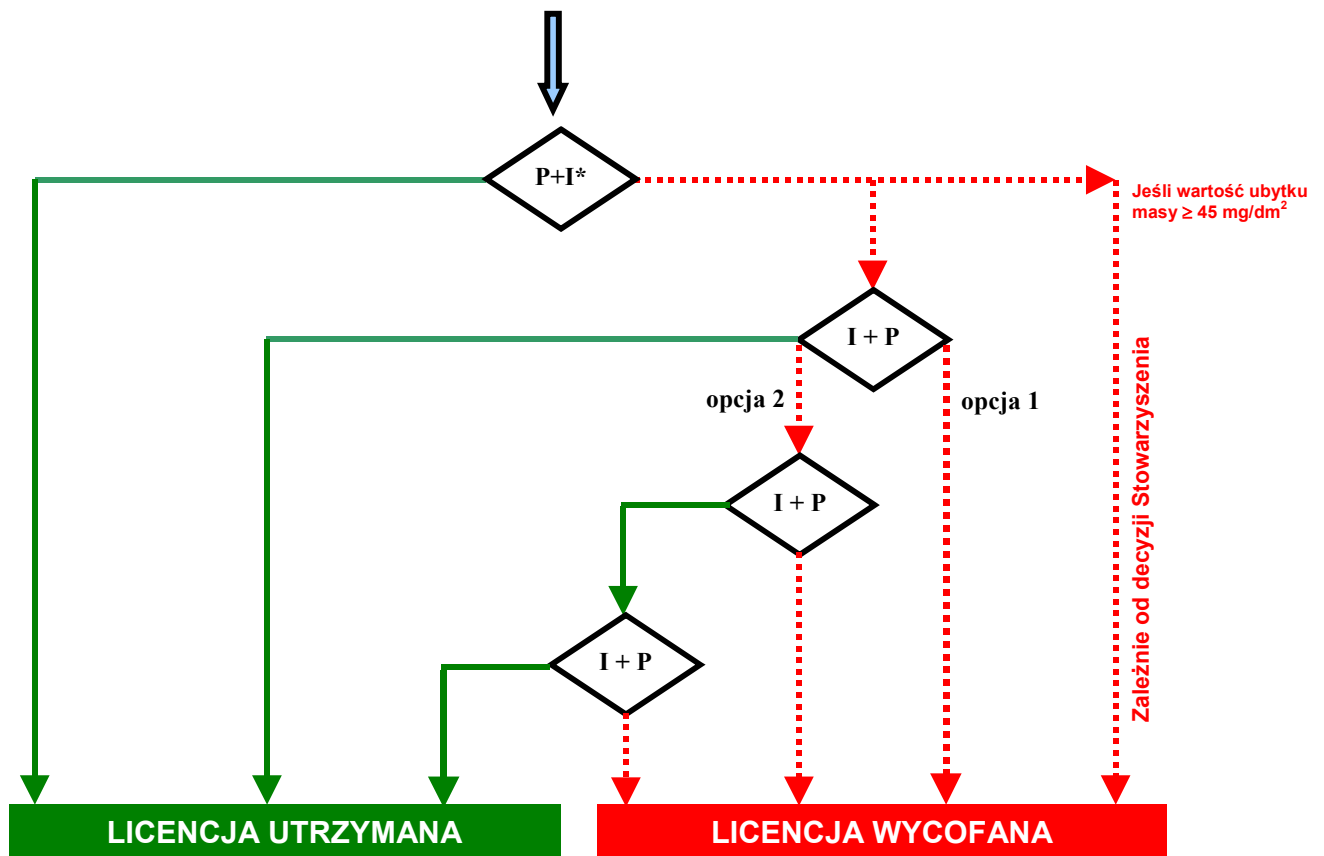 P+I*
Jeśli wartość ubytku
masy ≥ 45 mg/dm²
I + P
opcja 2
opcja 1
I + P
Zależnie od decyzji Stowarzyszenia
I + P
LICENCJA UTRZYMANA
LICENCJA WYCOFANA